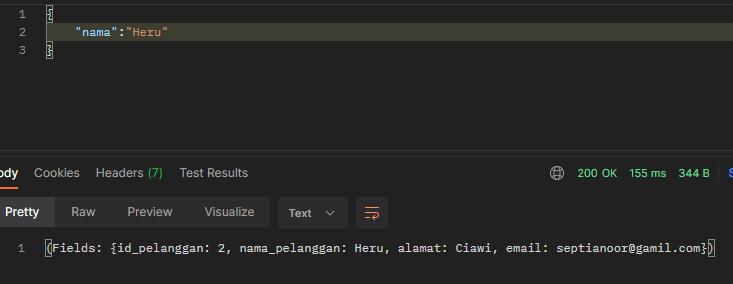 1 {
2 "nama":"Heru"
3 }
ody Cookies Headers (7) Test Results 200 OK 155 ms 344 B S
Pretty Raw Preview Visualize Text
1 (Fields: {id_pelanggan: 2, nama_pelanggan: Heru, alamat: Ciawi, email: septianoor@gamil.com})